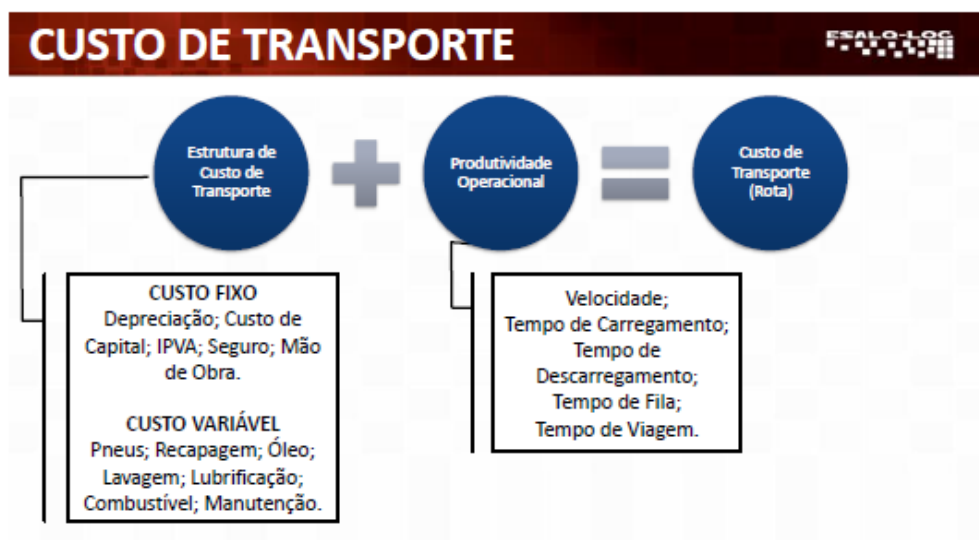 CUSTO DE TRANSPORTE
ESALQ-LOG
Estrutura de
Custo de
Transporte
Produtividade
Operacional
Custo de
Transporte
(Rota)
CUSTO FIXO
Depreciação; Custo de
Capital; IPVA; Seguro; Mão
de Obra.
CUSTO VARIÁVEL
Pneus; Recapagem; Óleo;
Lavagem; Lubrificação;
Combustível; Manutenção.
Velocidade;
Tempo de Carregamento;
Tempo de
Descarregamento;
Tempo de Fila;
Tempo de Viagem.